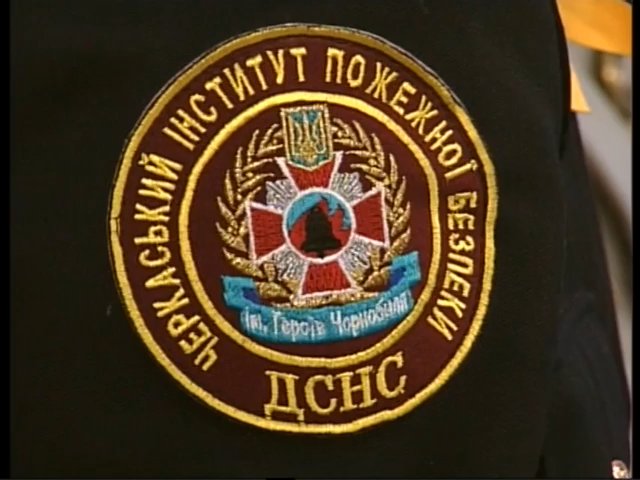 ЧЕРКАСЬКИЙ ІНСТИТУТ ПОЖЕЖНОЇ БЕЗПЕКИ
ім. Героїв Чорнобиля
ДСНС